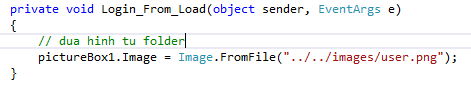 private void Login_From_Load(object sender, EventArgs e)
{
// dua hinh tu folder
pictureBox1.Image = Image.FromFile("../../images/user.png");
}